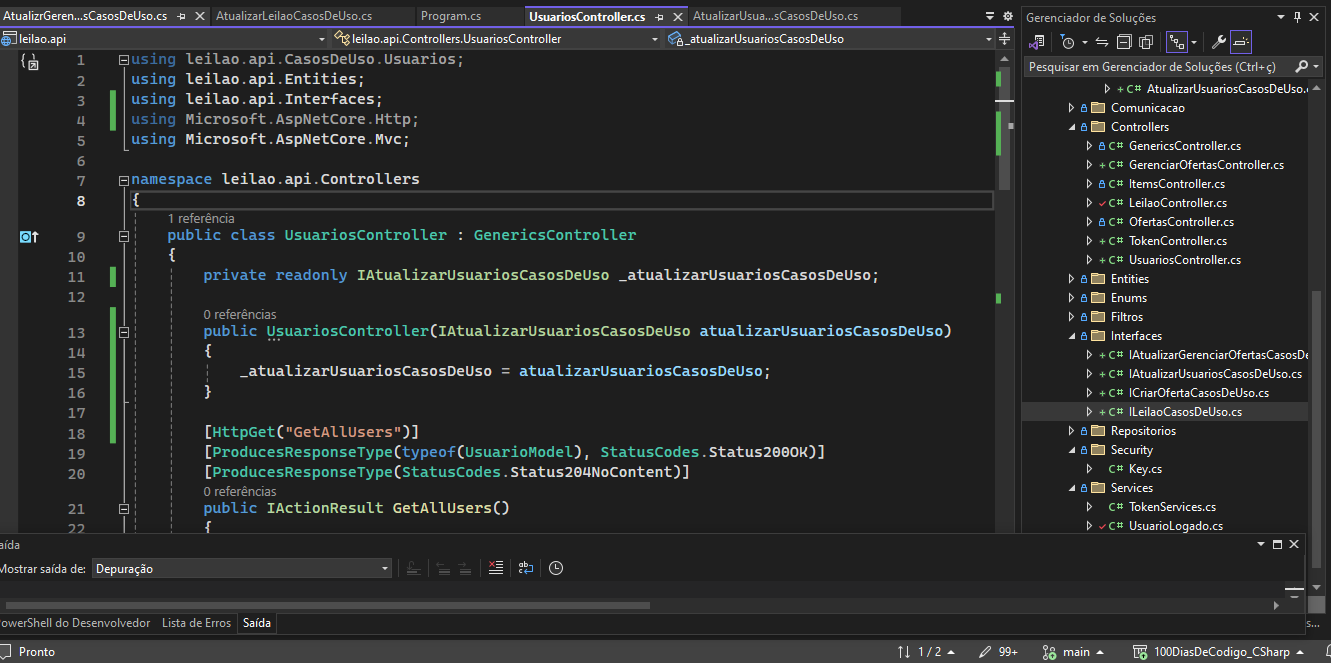 AtualizrGeren...sCasosDeUso.cs
AtualizarLeilaoCasosDeUso.cs
Program.cs
UsuariosController.cs
AtualizarUsua...sCasosDeUso.cs
leilao.api
leilao.api.Controllers.UsuariosController
_atualizarUsuariosCasosDeUso
1 using leilao.api.CasosDeUso.Usuarios;
2 using leilao.api.Entities;
3 using leilao.api.Interfaces;
4 using Microsoft.AspNetCore.Http;
5 using Microsoft.AspNetCore.Mvc;
6
7 namespace leilao.api.Controllers
8 {
1 referência
9 public class UsuariosController : GenericsController
10 {
11 private readonly IAtualizarUsuariosCasosDeUso _atualizarUsuariosCasosDeUso;
12
0 referências
13 public UsuariosController(IAtualizarUsuariosCasosDeUso atualizarUsuariosCasosDeUso)
14 {
15 _atualizarUsuariosCasosDeUso = atualizarUsuariosCasosDeUso;
16 }
17
18 [HttpGet("GetAllUsers")]
19 [ProducesResponseType(typeof(UsuarioModel), StatusCodes.Status200OK)]
20 [ProducesResponseType(StatusCodes.Status204NoContent)]
0 referências
21 public IActionResult GetAllUsers()
22 {
Gerenciador de Soluções
Pesquisar em Gerenciador de Soluções (Ctrl+ç)
C# AtualizarUsuariosCasosDeUso.c
Comunicacao
Controllers
C# GenericsController.cs
C# GerenciarOfertasController.cs
C# ItemsController.cs
C# LeilaoController.cs
C# OfertasController.cs
C# TokenController.cs
C# UsuariosController.cs
Entities
Enums
Filtros
Interfaces
C# IAtualizarGerenciarOfertasCasosDe
C# IAtualizarUsuariosCasosDeUso.cs
C# ICriarOfertaCasosDeUso.cs
C# ILeilaoCasosDeUso.cs
Repositorios
Security
C# Key.cs
Services
C# TokenServices.cs
C# UsuarioLogado.cs
aída
Mostrar saída de:
Depuração
owerShell do Desenvolvedor
Lista de Erros
Saída
s...
Pronto
1 / 2
99+
main
100DiasDeCodigo_CSharp